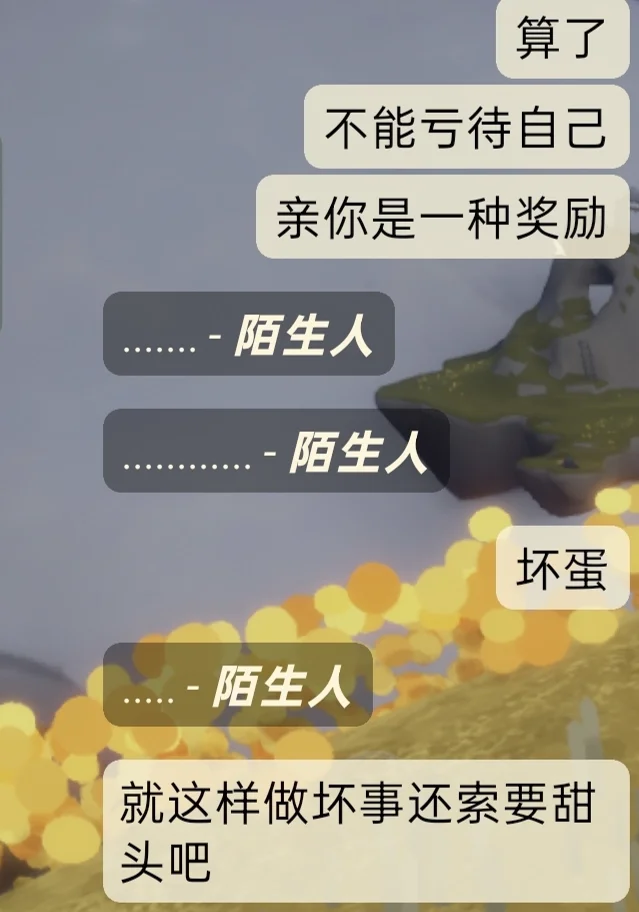 算了
不能亏待自己
亲你是一种奖励
....... - 陌生人
............ - 陌生人
坏蛋
..... - 陌生人
就这样做坏事还索要甜
头吧